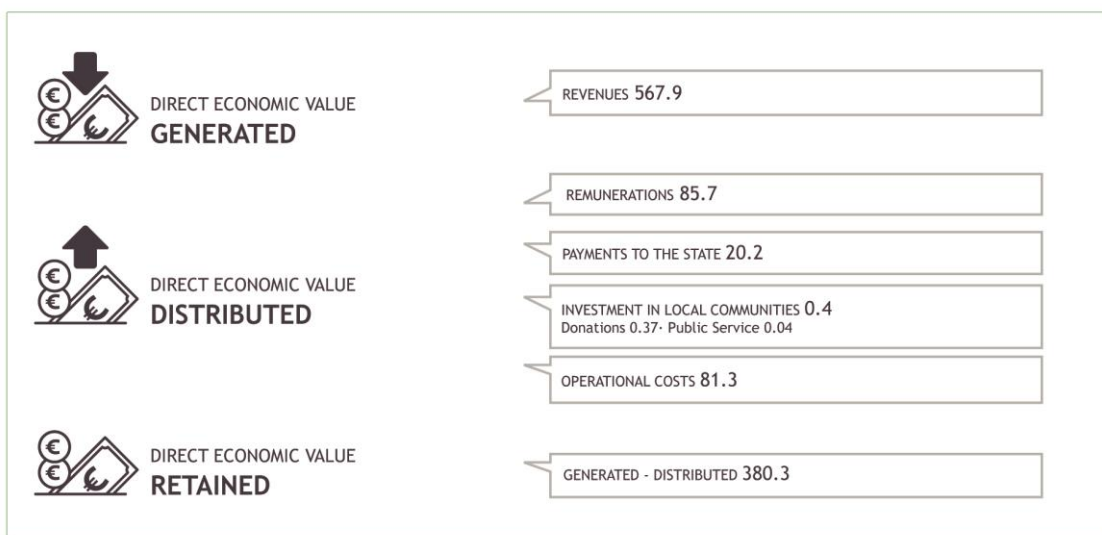 DIRECT ECONOMIC VALUE
GENERATED
REVENUES 567.9
DIRECT ECONOMIC VALUE
DISTRIBUTED
REMUNERATIONS 85.7
PAYMENTS TO THE STATE 20.2
INVESTMENT IN LOCAL COMMUNITIES 0.4
Donations 0.37· Public Service 0.04
OPERATIONAL COSTS 81.3
DIRECT ECONOMIC VALUE
RETAINED
GENERATED - DISTRIBUTED 380.3